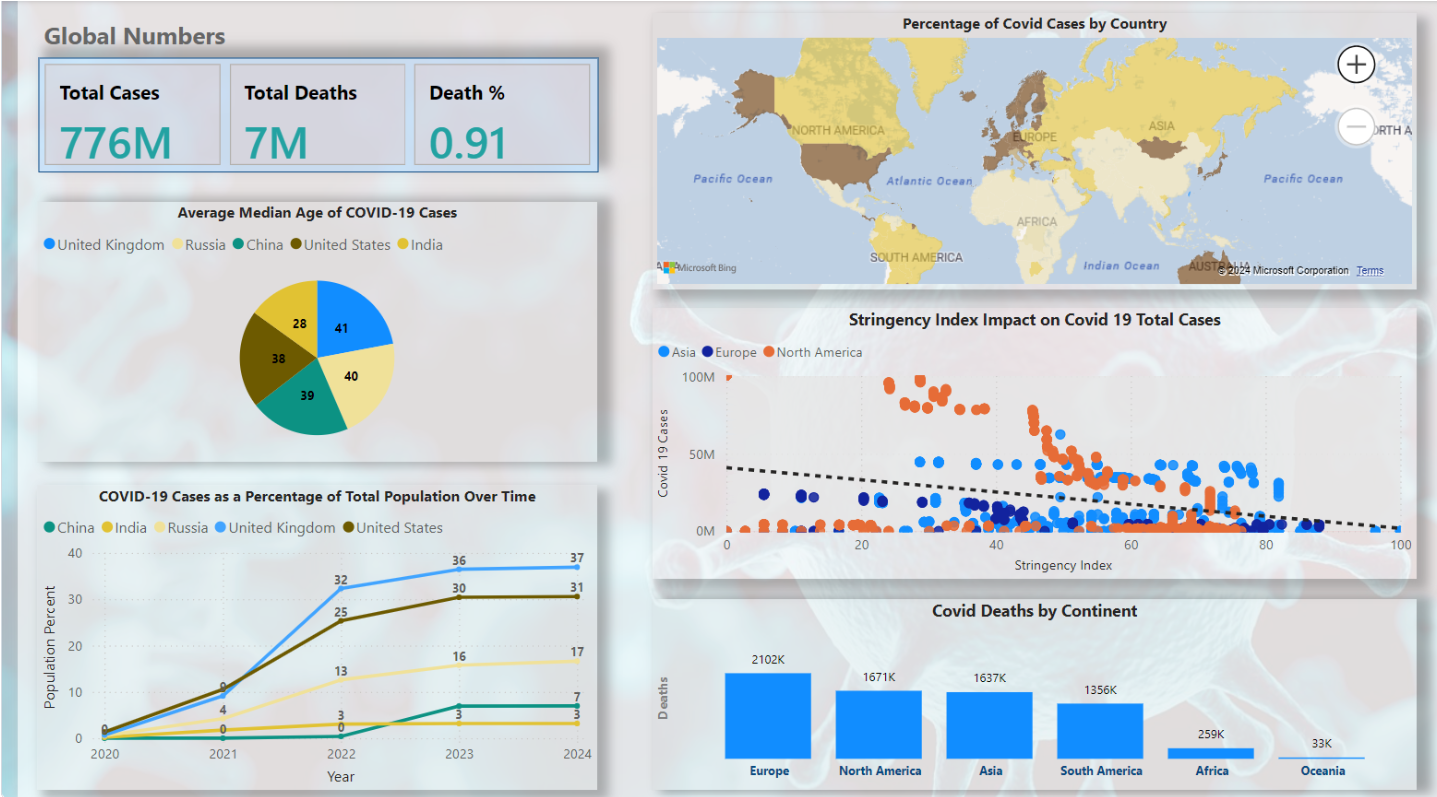 Global Numbers
Total Cases
776M
Total Deaths
7M
Death %
0.91
Average Median Age of COVID-19 Cases
United Kingdom Russia China United States India
41
40
39
38
28
COVID-19 Cases as a Percentage of Total Population Over Time
China India Russia United Kingdom United States
Population Percent
40
30
20
10
0
0
9
4
0
32
25
13
3
0
36
30
16
3
37
31
17
7
3
2020 2021 2022 2023 2024
Year
Percentage of Covid Cases by Country
NORTH AMERICA
EUROPE
ASIA
Pacific Ocean
Atlantic Ocean
Pacific Ocean
AFRICA
SOUTH AMERICA
Indian Ocean
AUSTRALIA
Microsoft Bing
© 2024 Microsoft Corporation Terms
Stringency Index Impact on Covid 19 Total Cases
Asia Europe North America
Covid 19 Cases
100M
50M
0M
0 20 40 60 80 100
Stringency Index
Covid Deaths by Continent
Deaths
2102K
1671K
1637K
1356K
259K
33K
Europe North America Asia South America Africa Oceania